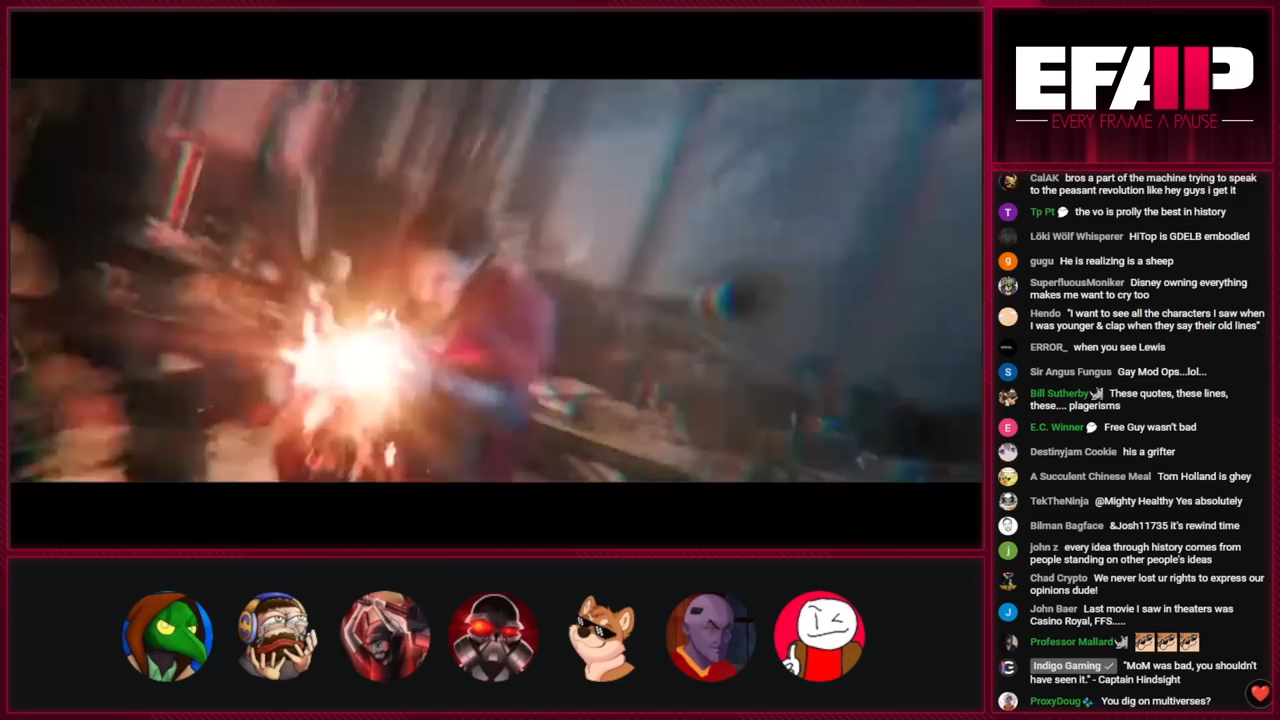 EFAP
EVERY FRAME A PAUSE
CalAK bros a part of the machine trying to speak
to the peasant revolution like hey guys i get it
T
Tp Pt the vo is prolly the best in history
Löki Wölf Whisperer HiTop is GDELB embodied
g
gugu He is realizing is a sheep
SuperfluousMoniker Disney owning everything
makes me want to cry too
Hendo "I want to see all the characters I saw when
I was younger & clap when they say their old lines"
ERROR_ when you see Lewis
S
Sir Angus Fungus Gay Mod Ops...lol...
Bill Sutherby These quotes, these lines,
these.... plagerisms
E
E.C. Winner Free Guy wasn't bad
Destinyjam Cookie his a grifter
A Succulent Chinese Meal Tom Holland is ghey
TekTheNinja @Mighty Healthy Yes absolutely
Bilman Bagface &Josh11735 it's rewind time
j
john z every idea through history comes from
people standing on other people's ideas
Chad Crypto We never lost ur rights to express our
opinions dude!
J
John Baer Last movie I saw in theaters was
Casino Royal, FFS.....
Professor Mallard
Indigo Gaming "MoM was bad, you shouldn't
have seen it." - Captain Hindsight
ProxyDoug You dig on multiverses?